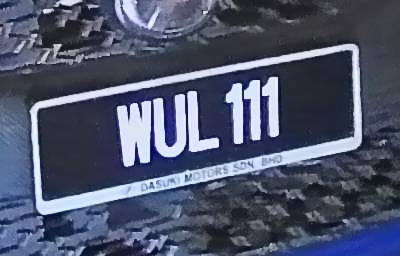 WUL 111
DASUKI MOTORS SDN. BHD